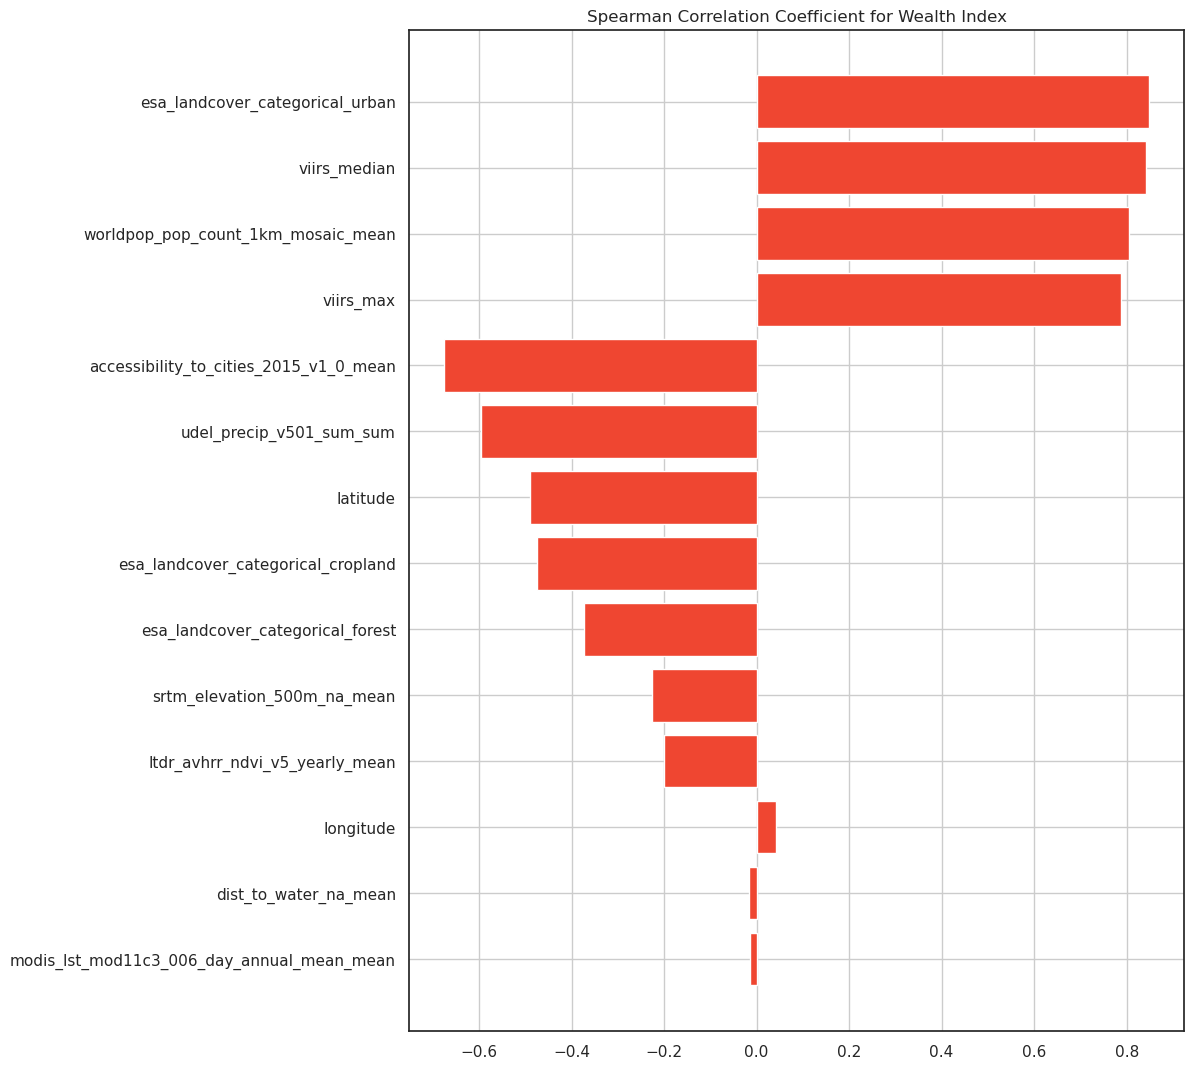 Spearman Correlation Coefficient for Wealth Index
esa_landcover_categorical_urban
viirs_median
worldpop_pop_count_1km_mosaic_mean
viirs_max
accessibility_to_cities_2015_v1_0_mean
udel_precip_v501_sum_sum
latitude
esa_landcover_categorical_cropland
esa_landcover_categorical_forest
srtm_elevation_500m_na_mean
ltdr_avhrr_ndvi_v5_yearly_mean
longitude
dist_to_water_na_mean
modis_lst_mod11c3_006_day_annual_mean_mean
−0.6 −0.4 −0.2 0.0 0.2 0.4 0.6 0.8